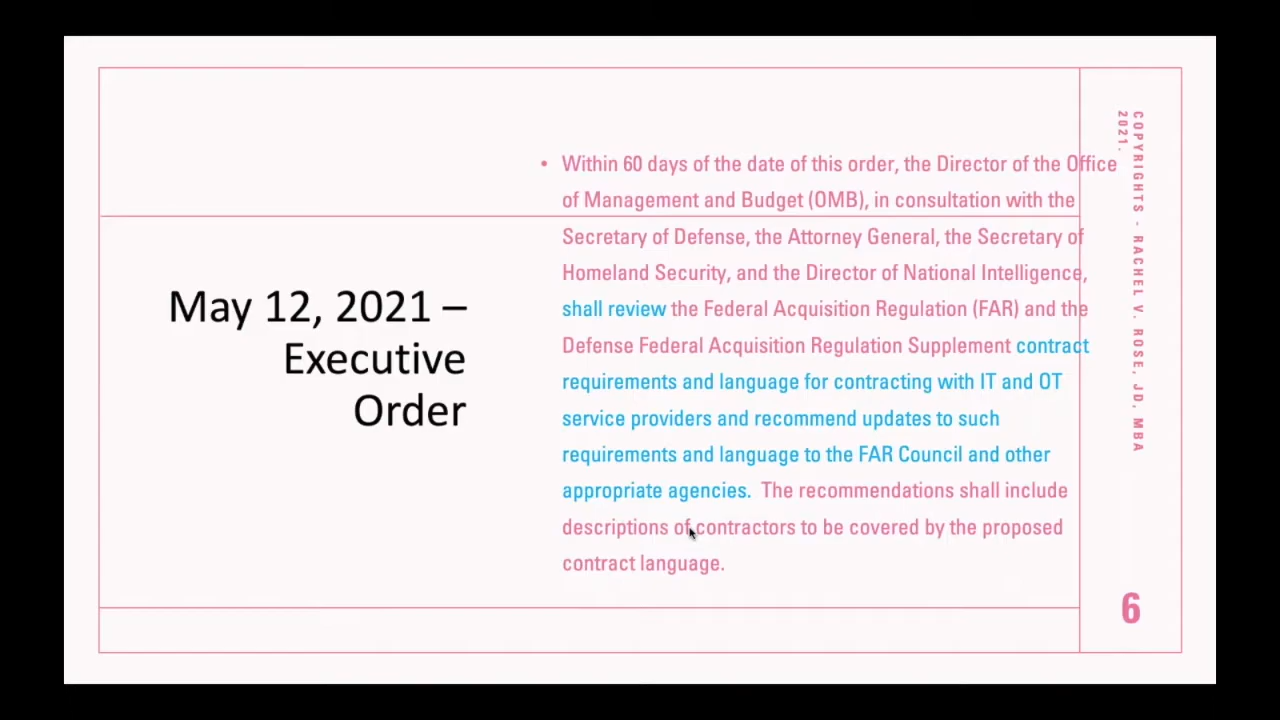 May 12, 2021 –
Executive
Order
• Within 60 days of the date of this order, the Director of the Office
of Management and Budget (OMB), in consultation with the
Secretary of Defense, the Attorney General, the Secretary of
Homeland Security, and the Director of National Intelligence,
shall review the Federal Acquisition Regulation (FAR) and the
Defense Federal Acquisition Regulation Supplement contract
requirements and language for contracting with IT and OT
service providers and recommend updates to such
requirements and language to the FAR Council and other
appropriate agencies.  The recommendations shall include
descriptions of contractors to be covered by the proposed
contract language.
COPYRIGHTS - RACHEL V. ROSE, JD, MBA
2021.
6